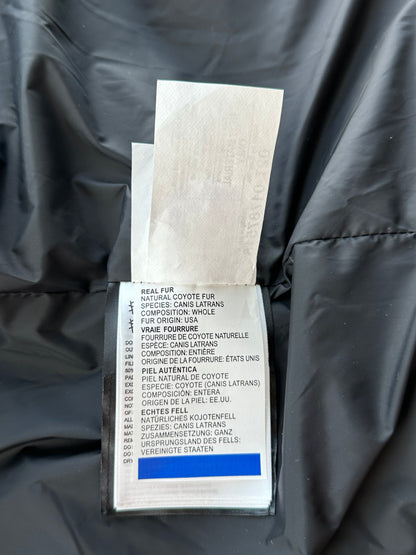 REAL FUR
NATURAL COYOTE FUR
SPECIES: CANIS LATRANS
COMPOSITION: WHOLE
FUR ORIGIN: USA
VRAIE FOURRURE
FOURRURE DE COYOTE NATURELLE
ESPÈCE: CANIS LATRANS
COMPOSITION: ENTIÈRE
ORIGINE DE LA FOURRURE: ÉTATS UNIS
PIEL AUTÉNTICA
PIEL NATURAL DE COYOTE
ESPECIE: COYOTE (CANIS LATRANS)
COMPOSICIÓN: ENTERA
ORIGEN DE LA PIEL: EE.UU.
ECHTES FELL
NATÜRLICHES KOJOTENFELL
SPEZIES: CANIS LATRANS
ZUSAMMENSETZUNG: GANZ
URSPRUNGSLAND DES FELLS:
VEREINIGTE STAATEN